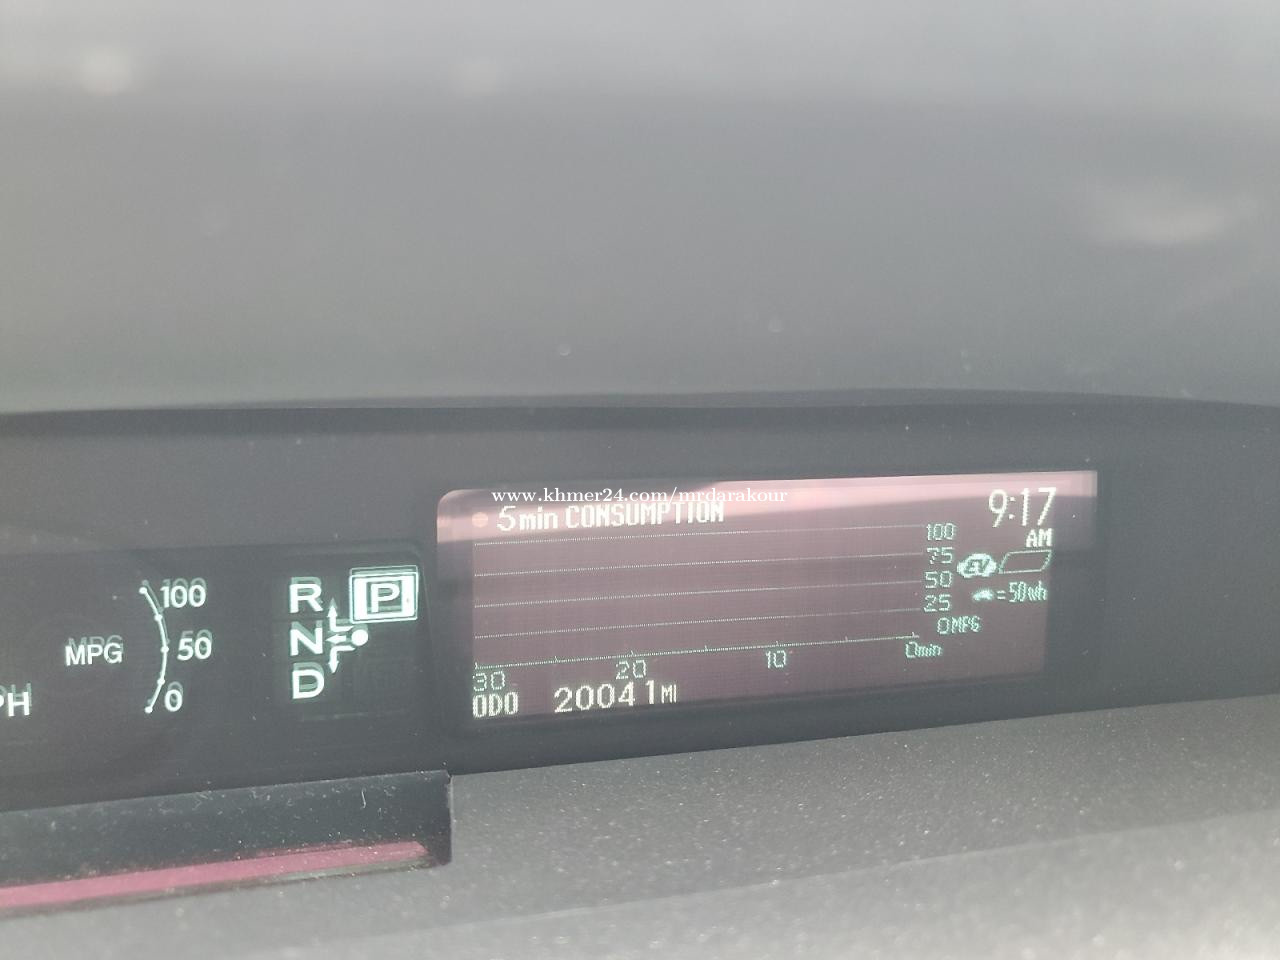 www.khmer24.com/mrdarakour
5min CONSUMPTION
9:17
AM
100
75
50
25
0MPG
EV
=50Wh
30
20
10
0min
ODO 20041MI
MPG
100
50
0
R
N
D
P